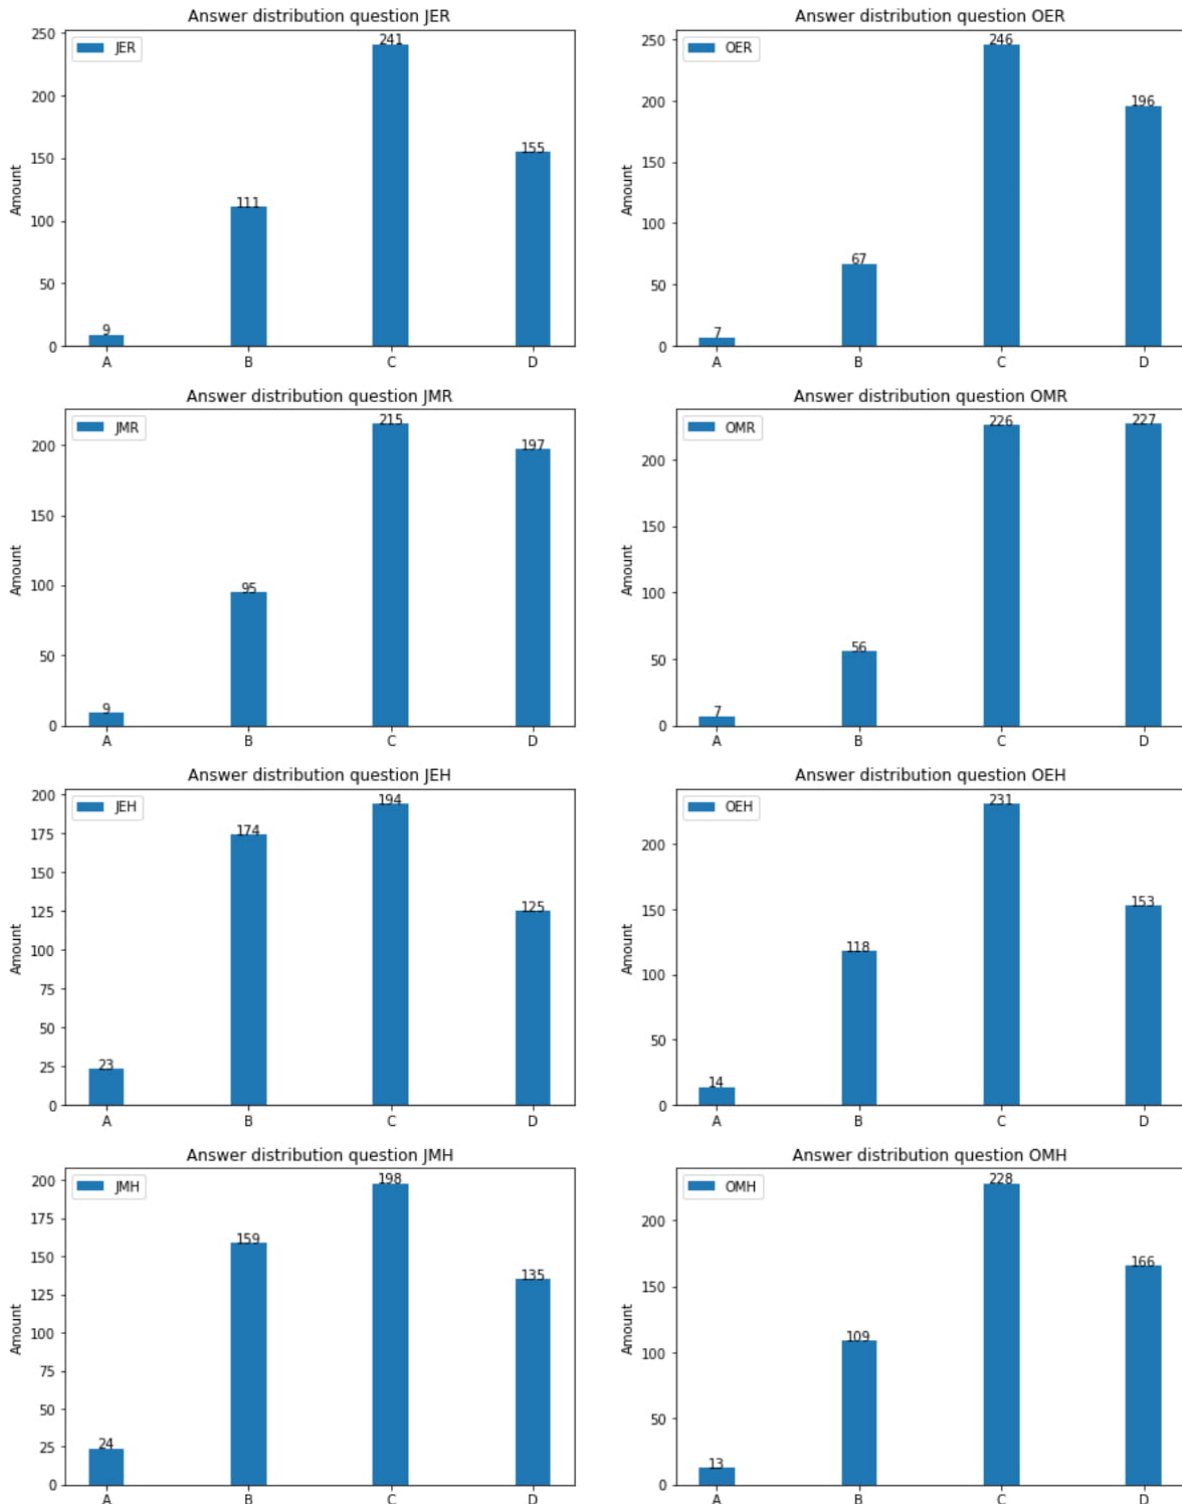 Answer distribution question JER
JER
Amount
250
200
150
100
50
0
9
111
241
155
A B C D
Answer distribution question OER
OER
Amount
250
200
150
100
50
0
7
67
246
196
A B C D
Answer distribution question JMR
JMR
Amount
200
150
100
50
0
9
95
215
197
A B C D
Answer distribution question OMR
OMR
Amount
200
150
100
50
0
7
56
226
227
A B C D
Answer distribution question JEH
JEH
Amount
200
175
150
125
100
75
50
25
0
23
174
194
125
A B C D
Answer distribution question OEH
OEH
Amount
200
150
100
50
0
14
118
231
153
A B C D
Answer distribution question JMH
JMH
Amount
200
175
150
125
100
75
50
25
0
24
159
198
135
A B C D
Answer distribution question OMH
OMH
Amount
200
150
100
50
0
13
109
228
166
A B C D